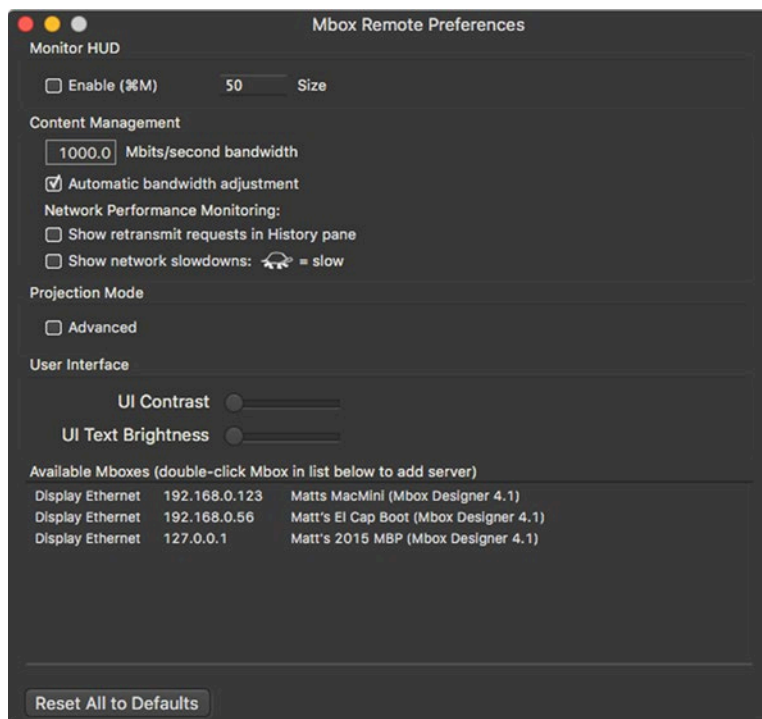 Mbox Remote Preferences
Monitor HUD
Enable (⌘M) 50 Size
Content Management
1000.0 Mbits/second bandwidth
Automatic bandwidth adjustment
Network Performance Monitoring:
Show retransmit requests in History pane
Show network slowdowns: = slow
Projection Mode
Advanced
User Interface
UI Contrast
UI Text Brightness
Available Mboxes (double-click Mbox in list below to add server)
Display Ethernet 192.168.0.123 Matts MacMini (Mbox Designer 4.1)
Display Ethernet 192.168.0.56 Matt's El Cap Boot (Mbox Designer 4.1)
Display Ethernet 127.0.0.1 Matt's 2015 MBP (Mbox Designer 4.1)
Reset All to Defaults